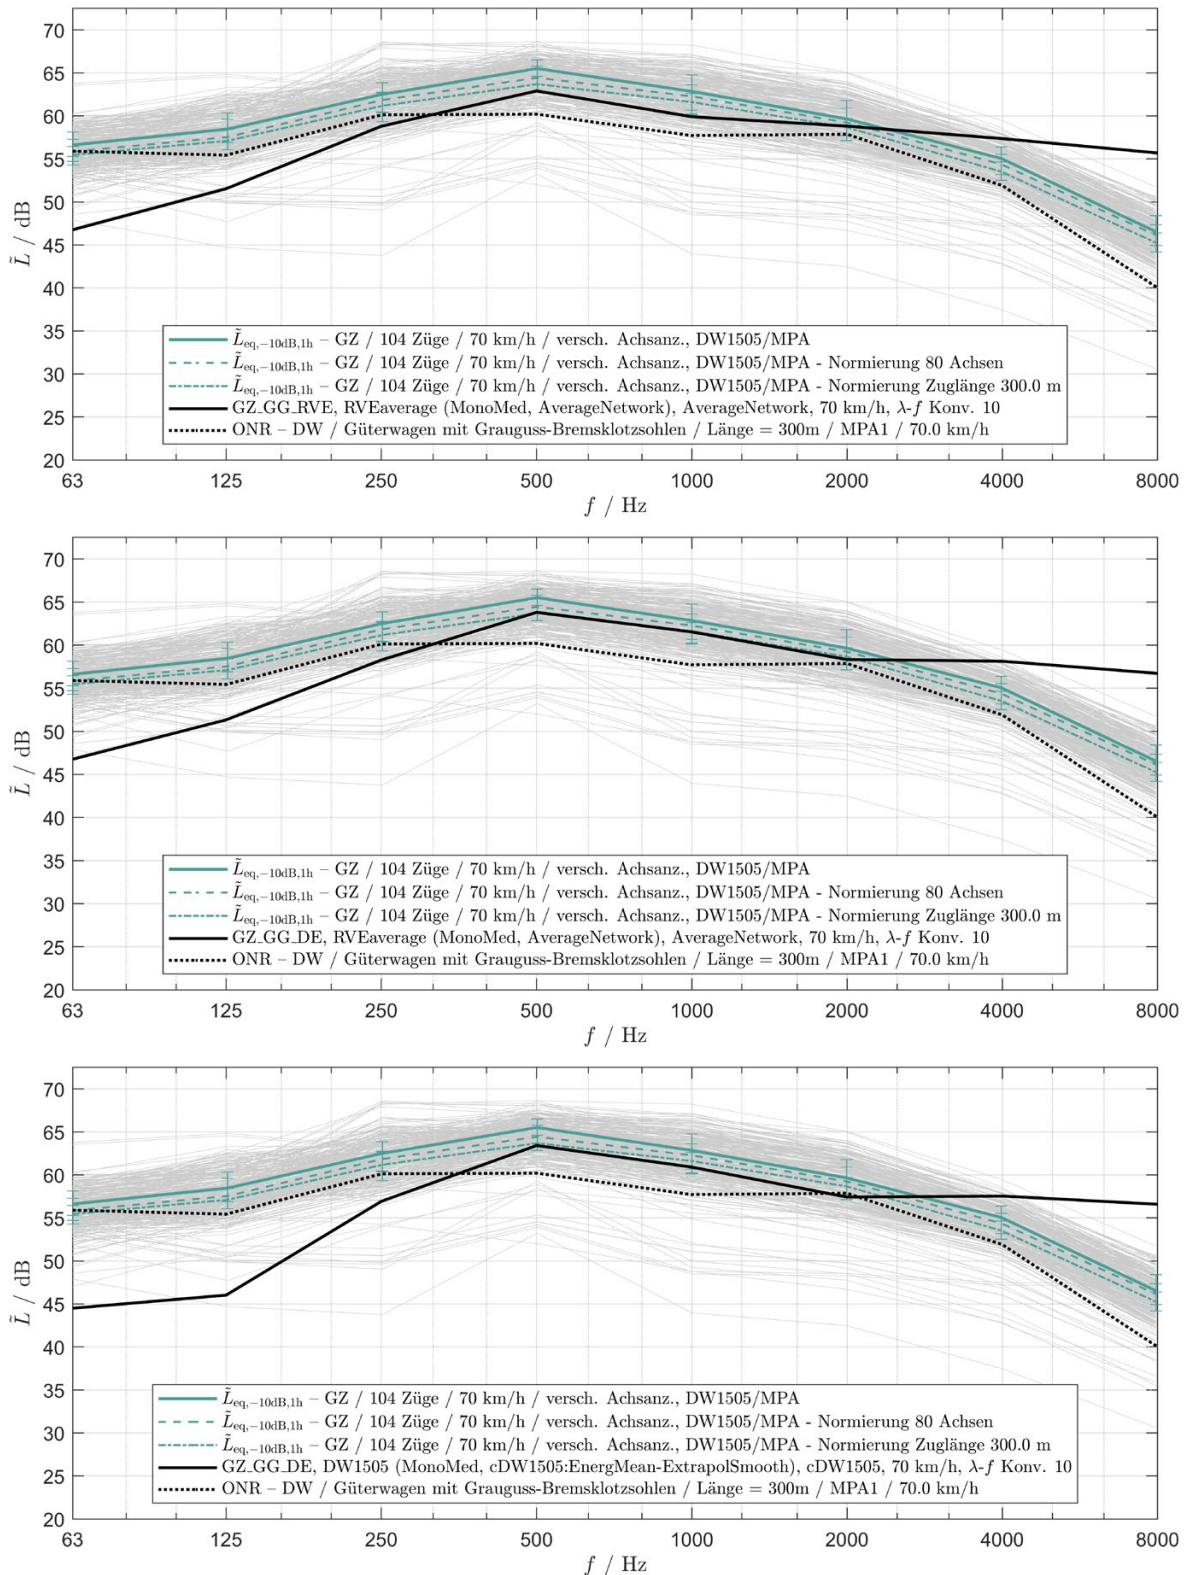 70
65
60
55
50
45
40
35
30
25
20
L̃ / dB
L̃eq,−10dB,1h – GZ / 104 Züge / 70 km/h / versch. Achsanz., DW1505/MPA
L̃eq,−10dB,1h – GZ / 104 Züge / 70 km/h / versch. Achsanz., DW1505/MPA - Normierung 80 Achsen
L̃eq,−10dB,1h – GZ / 104 Züge / 70 km/h / versch. Achsanz., DW1505/MPA - Normierung Zuglänge 300.0 m
GZ_GG_RVE, RVEaverage (MonoMed, AverageNetwork), AverageNetwork, 70 km/h, λ-f Konv. 10
ONR – DW / Güterwagen mit Grauguss-Bremsklotzsohlen / Länge = 300m / MPA1 / 70.0 km/h
63 125 250 500 1000 2000 4000 8000
f / Hz
70
65
60
55
50
45
40
35
30
25
20
L̃ / dB
L̃eq,−10dB,1h – GZ / 104 Züge / 70 km/h / versch. Achsanz., DW1505/MPA
L̃eq,−10dB,1h – GZ / 104 Züge / 70 km/h / versch. Achsanz., DW1505/MPA - Normierung 80 Achsen
L̃eq,−10dB,1h – GZ / 104 Züge / 70 km/h / versch. Achsanz., DW1505/MPA - Normierung Zuglänge 300.0 m
GZ_GG_DE, RVEaverage (MonoMed, AverageNetwork), AverageNetwork, 70 km/h, λ-f Konv. 10
ONR – DW / Güterwagen mit Grauguss-Bremsklotzsohlen / Länge = 300m / MPA1 / 70.0 km/h
63 125 250 500 1000 2000 4000 8000
f / Hz
70
65
60
55
50
45
40
35
30
25
20
L̃ / dB
L̃eq,−10dB,1h – GZ / 104 Züge / 70 km/h / versch. Achsanz., DW1505/MPA
L̃eq,−10dB,1h – GZ / 104 Züge / 70 km/h / versch. Achsanz., DW1505/MPA - Normierung 80 Achsen
L̃eq,−10dB,1h – GZ / 104 Züge / 70 km/h / versch. Achsanz., DW1505/MPA - Normierung Zuglänge 300.0 m
GZ_GG_DE, DW1505 (MonoMed, cDW1505:EnergMean-ExtrapolSmooth), cDW1505, 70 km/h, λ-f Konv. 10
ONR – DW / Güterwagen mit Grauguss-Bremsklotzsohlen / Länge = 300m / MPA1 / 70.0 km/h
63 125 250 500 1000 2000 4000 8000
f / Hz